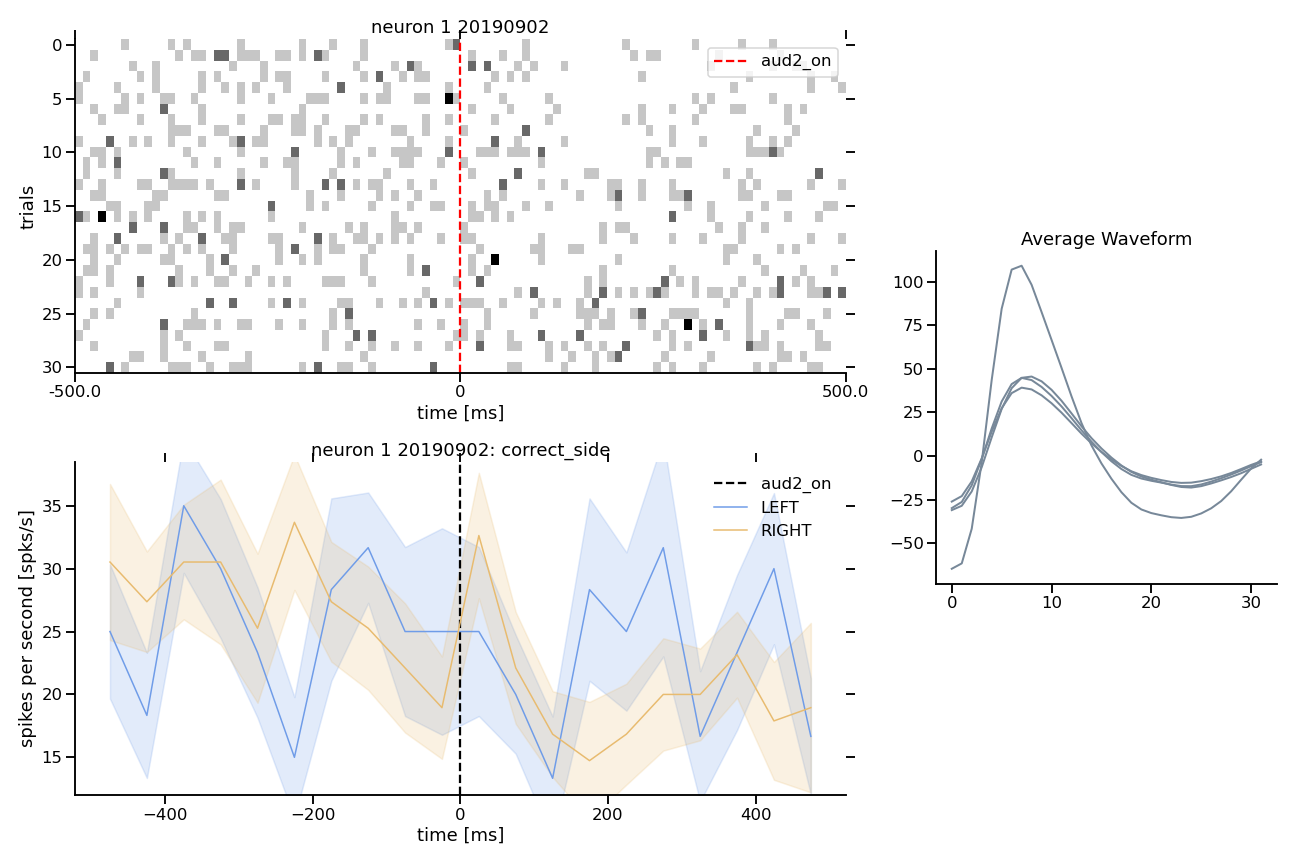 neuron 1 20190902
0
5
10
15
20
25
30
trials
aud2_on
-500.0
0
500.0
time [ms]
neuron 1 20190902: correct_side
35
30
25
20
15
spikes per second [spks/s]
aud2_on
LEFT
RIGHT
−400
−200
0
200
400
time [ms]
Average Waveform
100
75
50
25
0
−25
−50
0
10
20
30